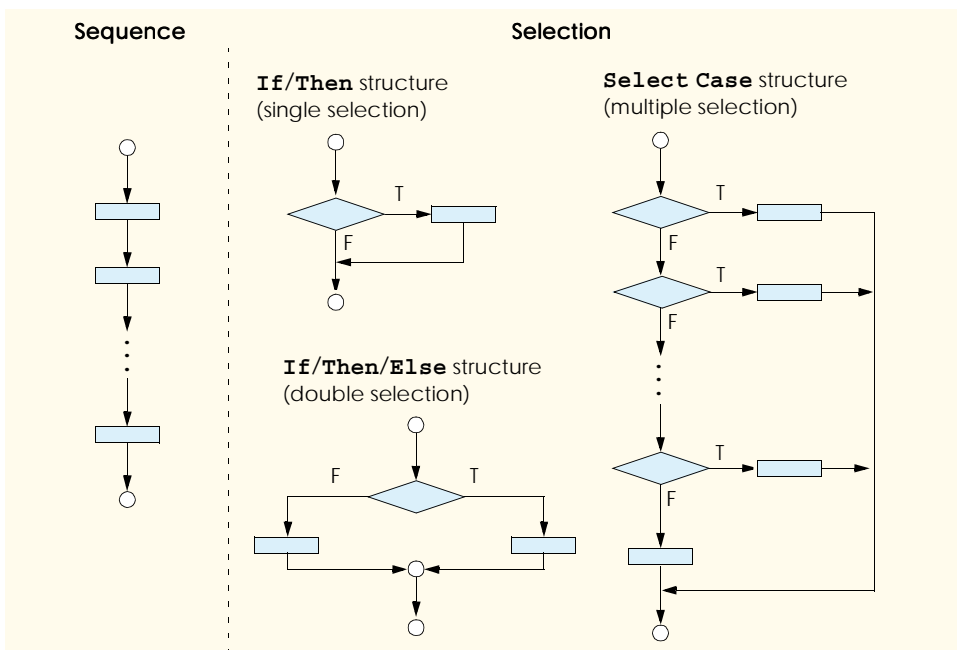 Sequence
Selection
If/Then structure
(single selection)
T
F
If/Then/Else structure
(double selection)
F
T
Select Case structure
(multiple selection)
T
F
T
F
T
F